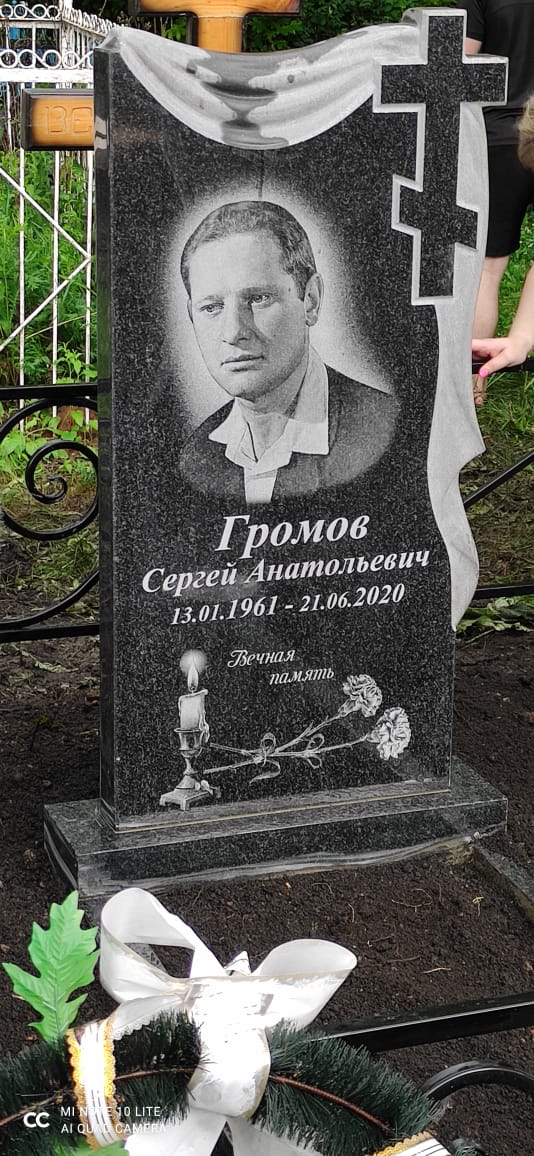 Громов
Сергей Анатольевич
13.01.1961 - 21.06.2020
Вечная
память
MI NOTE 10 LITE
AI QUAD CAMERA